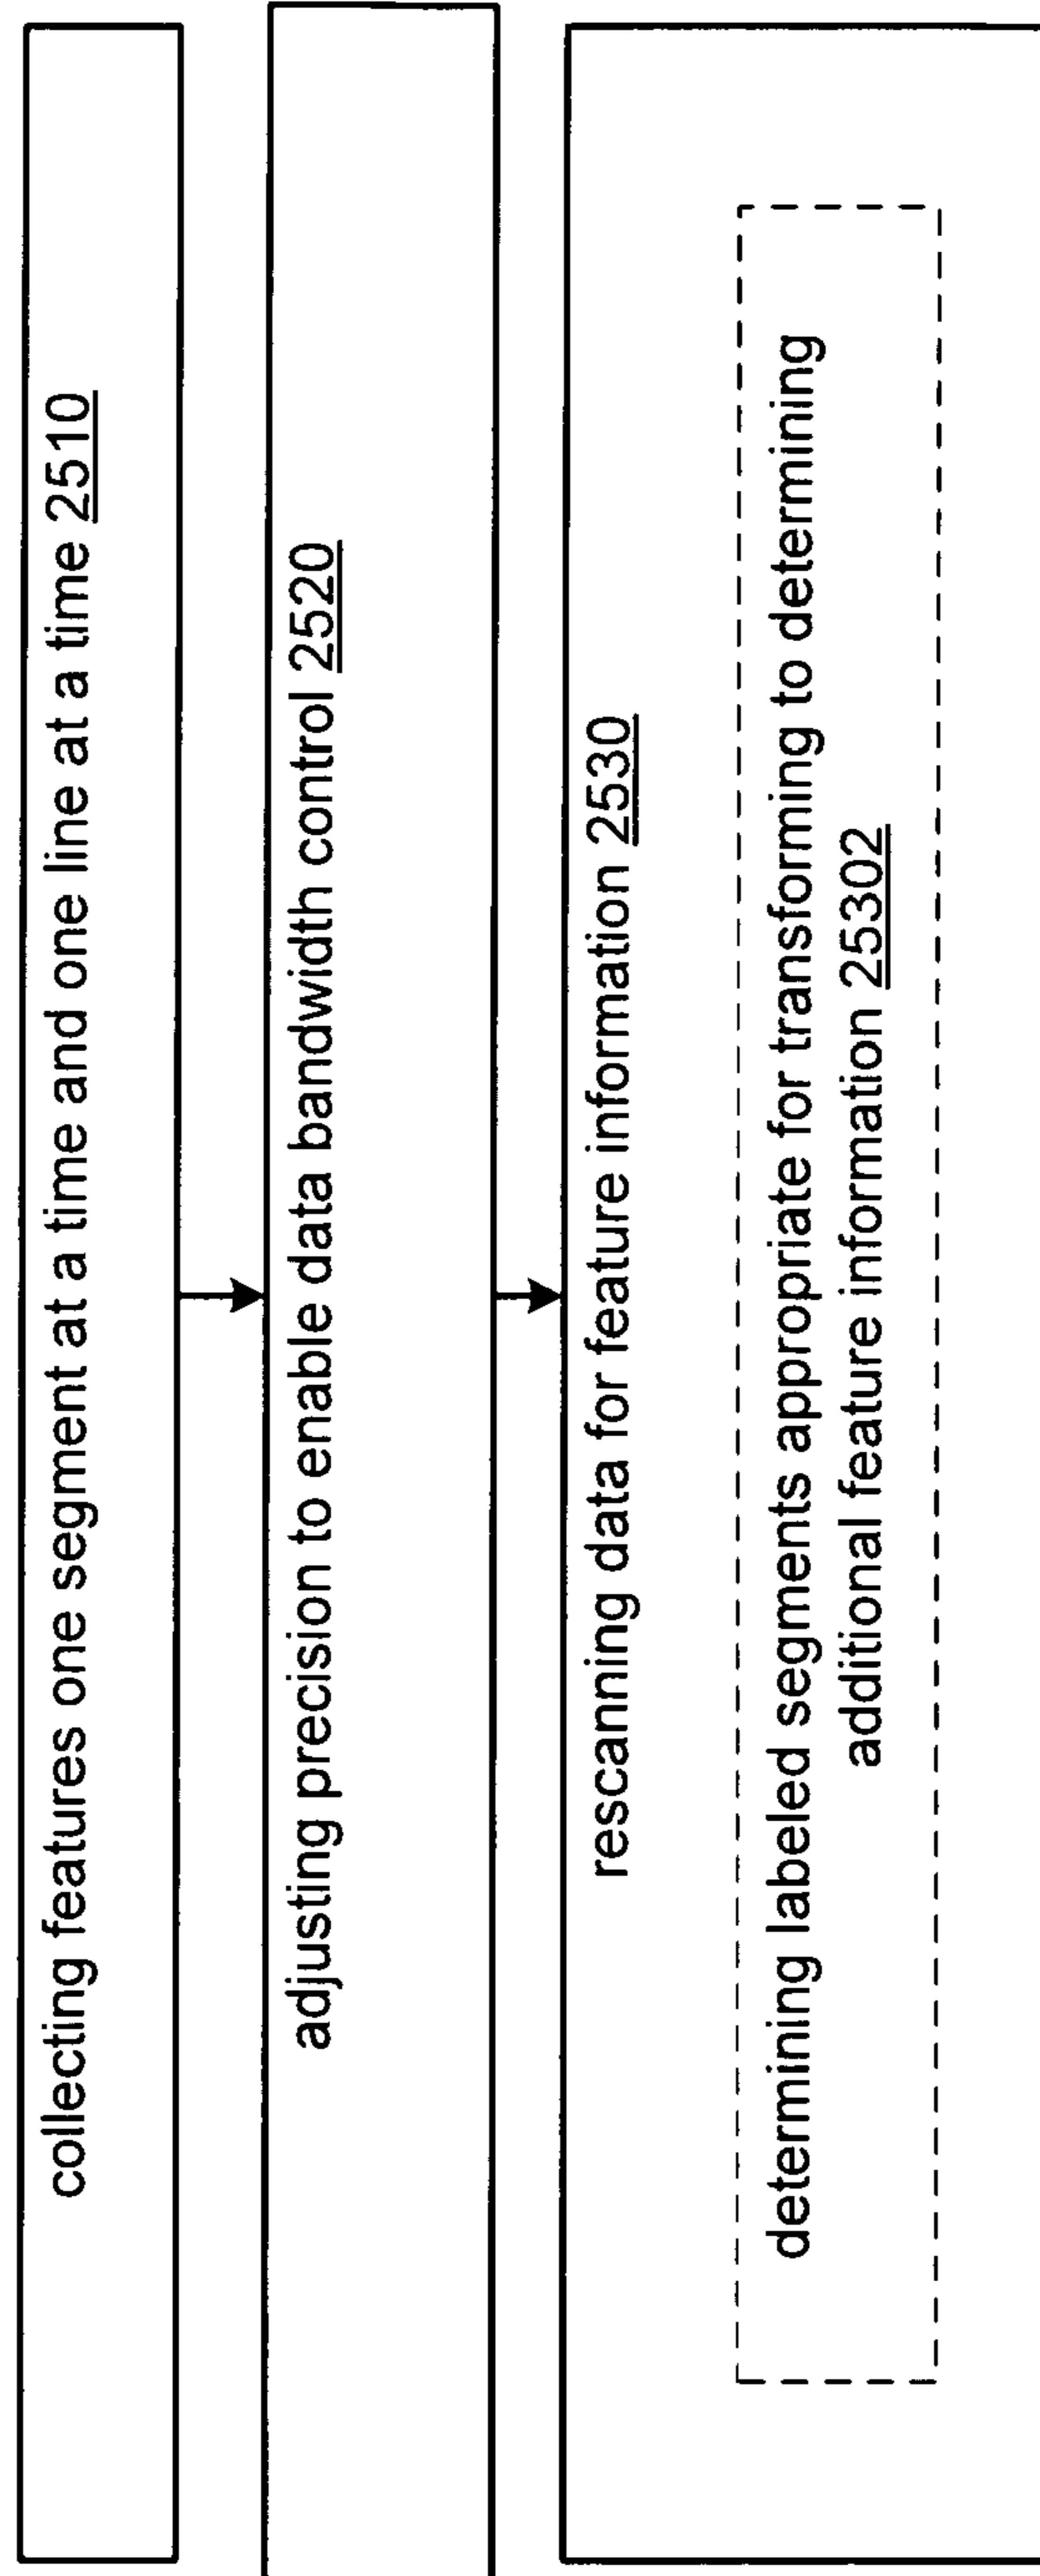 collecting features one segment at a time and one line at a time 2510
adjusting precision to enable data bandwidth control 2520
rescanning data for feature information 2530
determining labeled segments appropriate for transforming to determining
additional feature information 25302